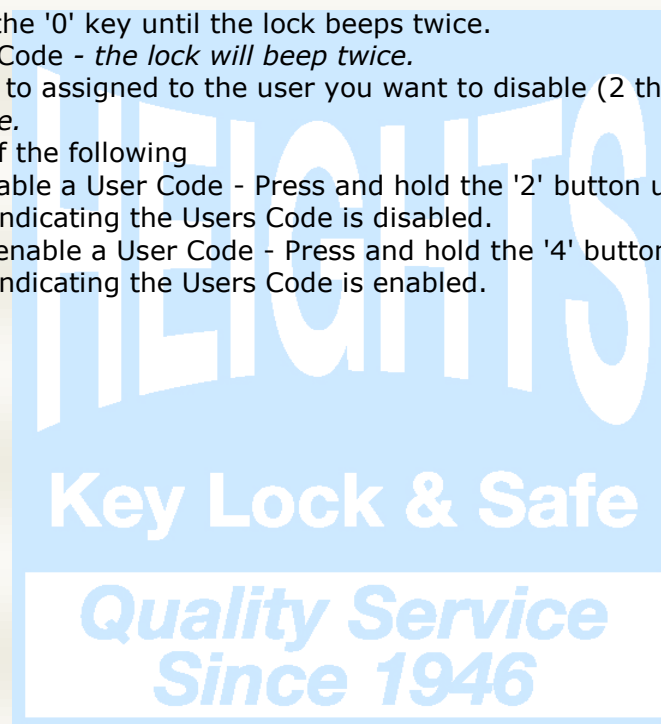 the '0' key until the lock beeps twice.
Code - the lock will beep twice.
to assigned to the user you want to disable (2 th
e.
f the following
able a User Code - Press and hold the '2' button u
ndicating the Users Code is disabled.
enable a User Code - Press and hold the '4' button
ndicating the Users Code is enabled.
HEIGHTS
Key Lock & Safe
Quality Service
Since 1946